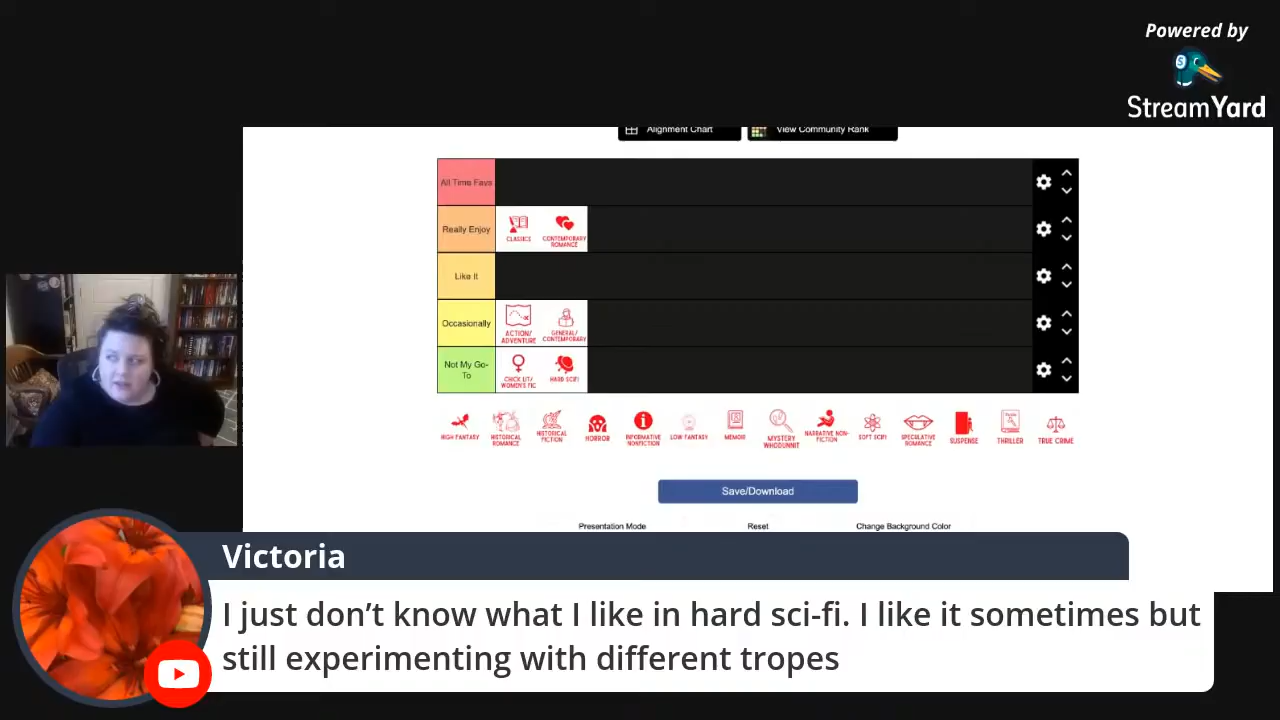 Powered by
StreamYard
Alignment Chart
View Community Rank
All Time Favs
Really Enjoy
CLASSICS
CONTEMPORARY
ROMANCE
Like it
Occasionally
ACTION/
ADVENTURE
GENERAL/
CONTEMPORARY
Not My Go-
To
CHICK LIT/
WOMEN'S FIC
HARD SCIFI
HIGH FANTASY
HISTORICAL
ROMANCE
HISTORICAL
FICTION
HORROR
INFORMATIVE
NONFICTION
LOW FANTASY
MEMOIR
MYSTERY
WHODUNNIT
NARRATIVE NON-
FICTION
SOFT SCIFI
SPECULATIVE
ROMANCE
SUSPENSE
THRILLER
TRUE CRIME
Save/Download
Presentation Mode
Reset
Change Background Color
Victoria
I just don’t know what I like in hard sci-fi. I like it sometimes but
still experimenting with different tropes